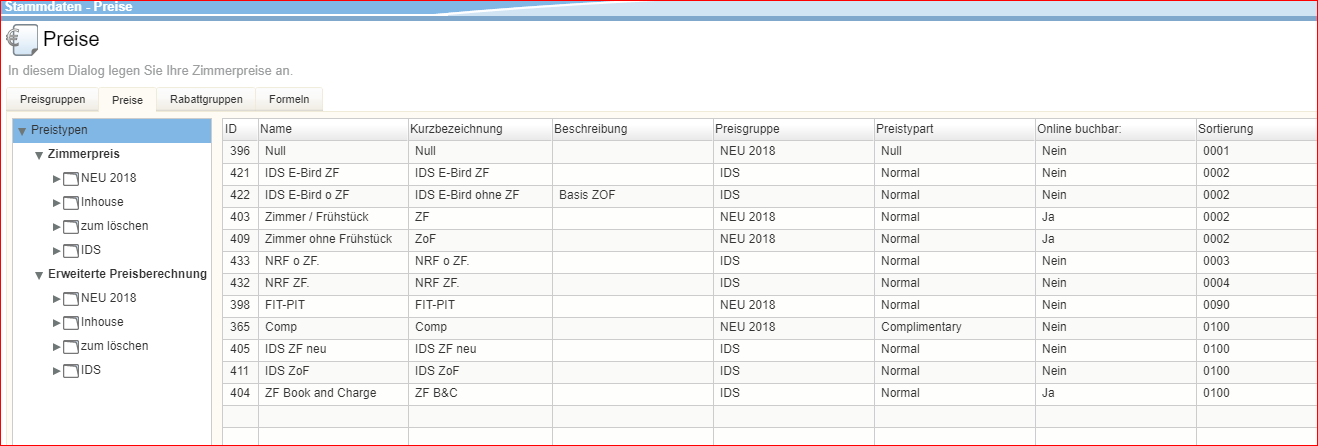 Stammdaten - Preise
Preise
In diesem Dialog legen Sie Ihre Zimmerpreise an.
Preisgruppen Preise Rabattgruppen Formeln
Preistypen
Zimmerpreis
NEU 2018
Inhouse
zum löschen
IDS
Erweiterte Preisberechnung
NEU 2018
Inhouse
zum löschen
IDS
ID Name Kurzbezeichnung Beschreibung Preisgruppe Preistypart Online buchbar: Sortierung
396 Null Null NEU 2018 Null Nein 0001
421 IDS E-Bird ZF IDS E-Bird ZF IDS Normal Nein 0002
422 IDS E-Bird o ZF IDS E-Bird ohne ZF Basis ZOF IDS Normal Nein 0002
403 Zimmer / Frühstück ZF NEU 2018 Normal Ja 0002
409 Zimmer ohne Frühstück ZoF NEU 2018 Normal Ja 0002
433 NRF o ZF. NRF o ZF. IDS Normal Nein 0003
432 NRF ZF. NRF ZF. IDS Normal Nein 0004
398 FIT-PIT FIT-PIT NEU 2018 Normal Nein 0090
365 Comp Comp NEU 2018 Complimentary Nein 0100
405 IDS ZF neu IDS ZF neu IDS Normal Nein 0100
411 IDS ZoF IDS ZoF IDS Normal Nein 0100
404 ZF Book and Charge ZF B&C IDS Normal Ja 0100